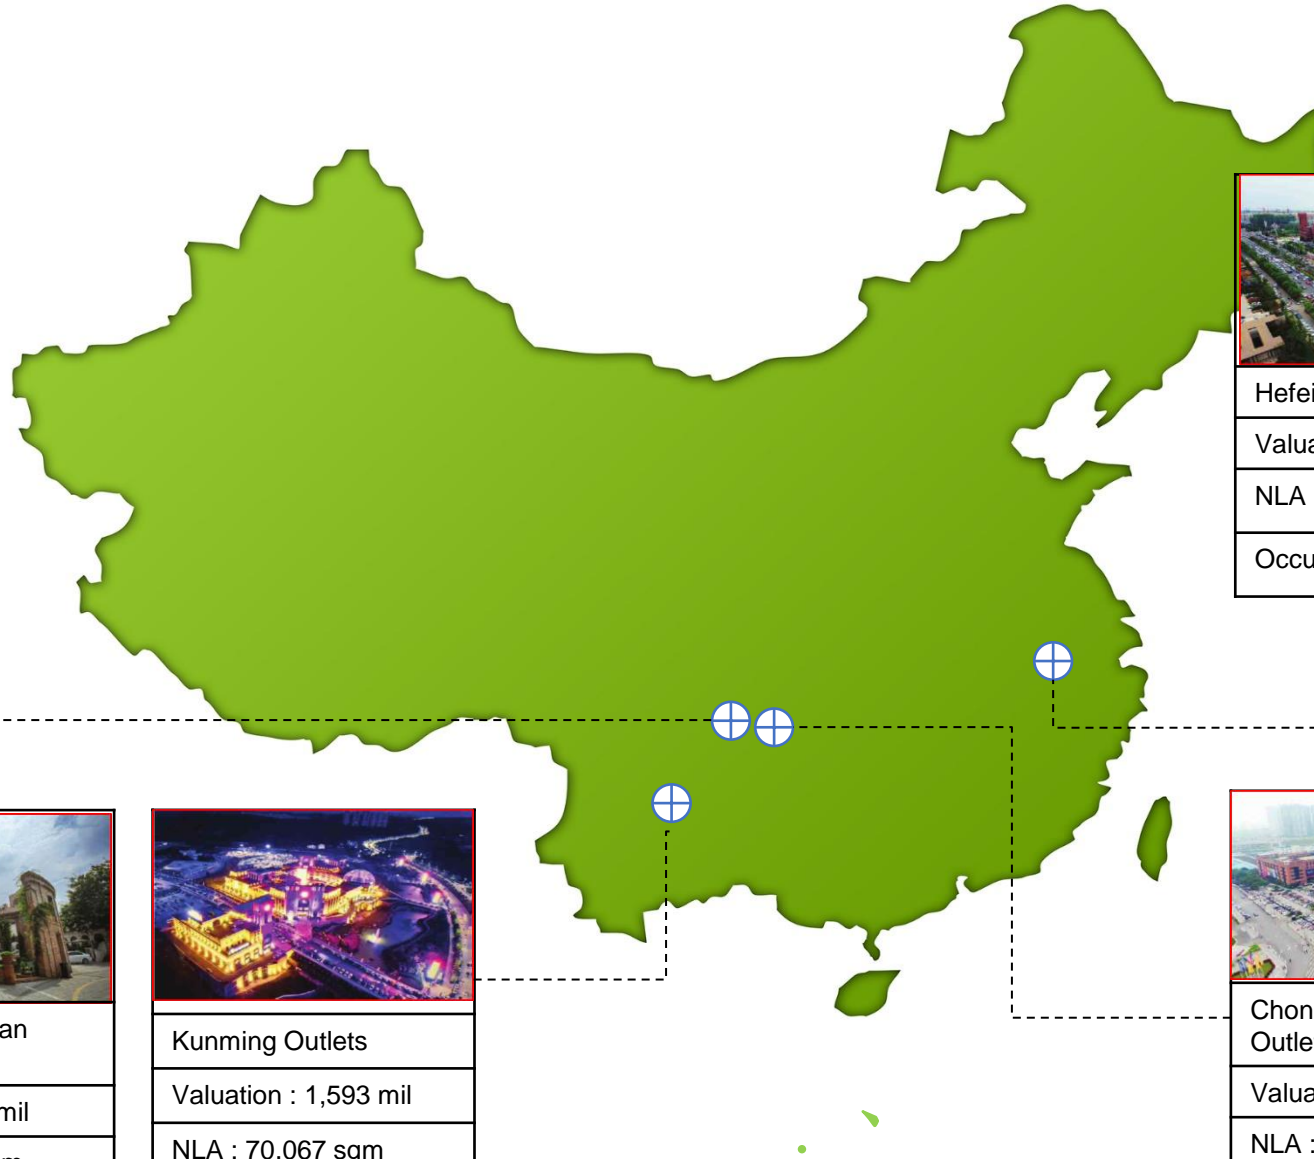 Hefei
Valua
NLA
Occu
an
mil
Kunming Outlets
Valuation : 1,593 mil
NLA : 70,067 sqm
Chon
Outle
Valua
NLA :